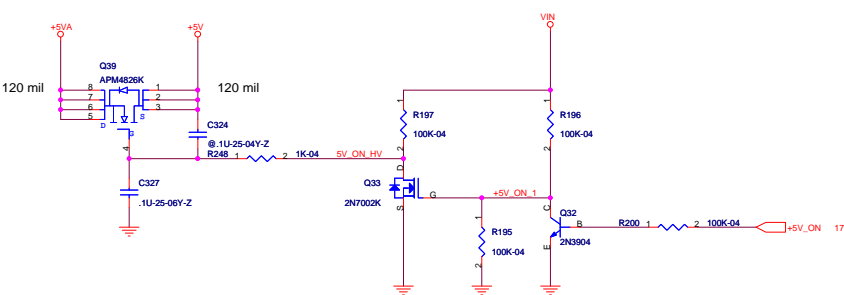 +5VA
+5V
VIN
Q39
APM4826K
120 mil
120 mil
8
7
6
5
1
2
3
D
S
G
4
C324
@.1U-25-04Y-Z
R248
1
2
1K-04
5V_ON_HV
C327
.1U-25-06Y-Z
1
R197
100K-04
2
1
R196
100K-04
2
D
Q33
2N7002K
G
S
+5V_ON_1
1
R195
100K-04
2
C
Q32
B
2N3904
E
R200
1
2
100K-04
+5V_ON
17